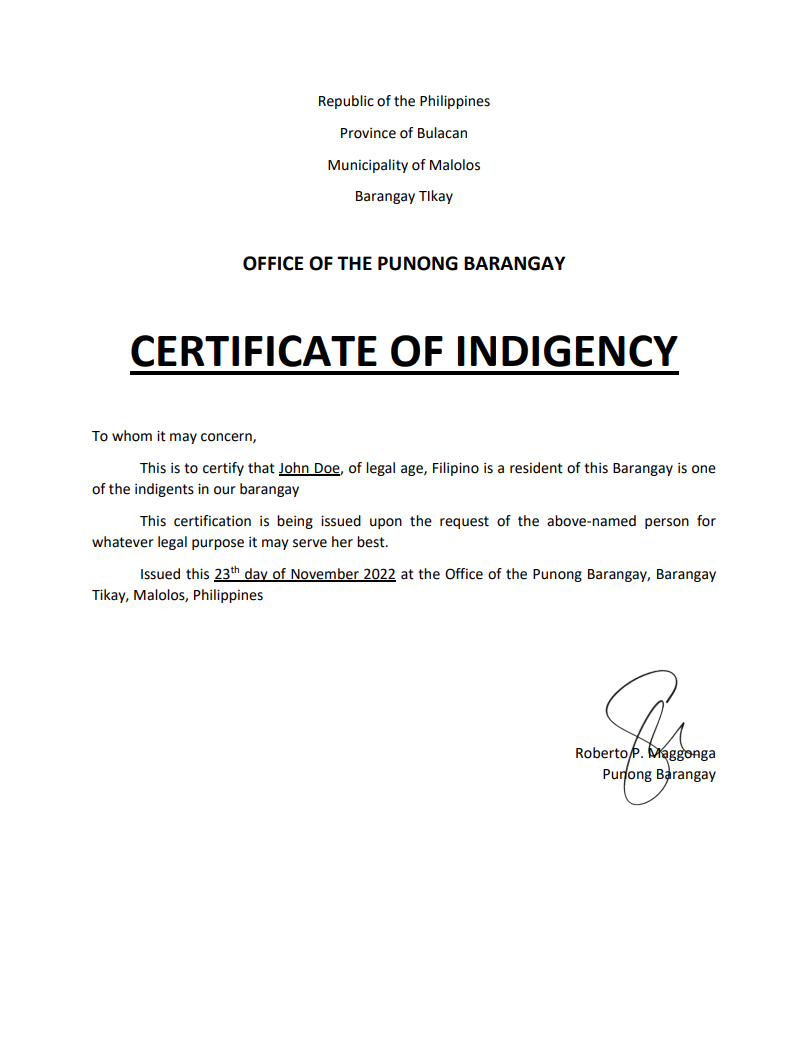 Republic of the Philippines
Province of Bulacan
Municipality of Malolos
Barangay TIkay
OFFICE OF THE PUNONG BARANGAY
CERTIFICATE OF INDIGENCY
To whom it may concern,
This is to certify that John Doe, of legal age, Filipino is a resident of this Barangay is one
of the indigents in our barangay
This certification is being issued upon the request of the above-named person for
whatever legal purpose it may serve her best.
Issued this 23th day of November 2022 at the Office of the Punong Barangay, Barangay
Tikay, Malolos, Philippines
Roberto P. Maggonga
Punong Barangay